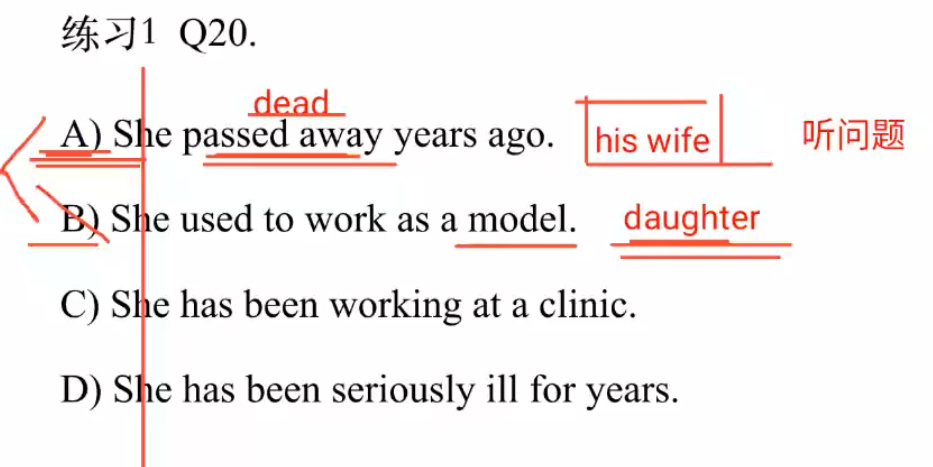 练习1 Q20.
dead
A) She passed away years ago. his wife 听问题
B) She used to work as a model. daughter
C) She has been working at a clinic.
D) She has been seriously ill for years.